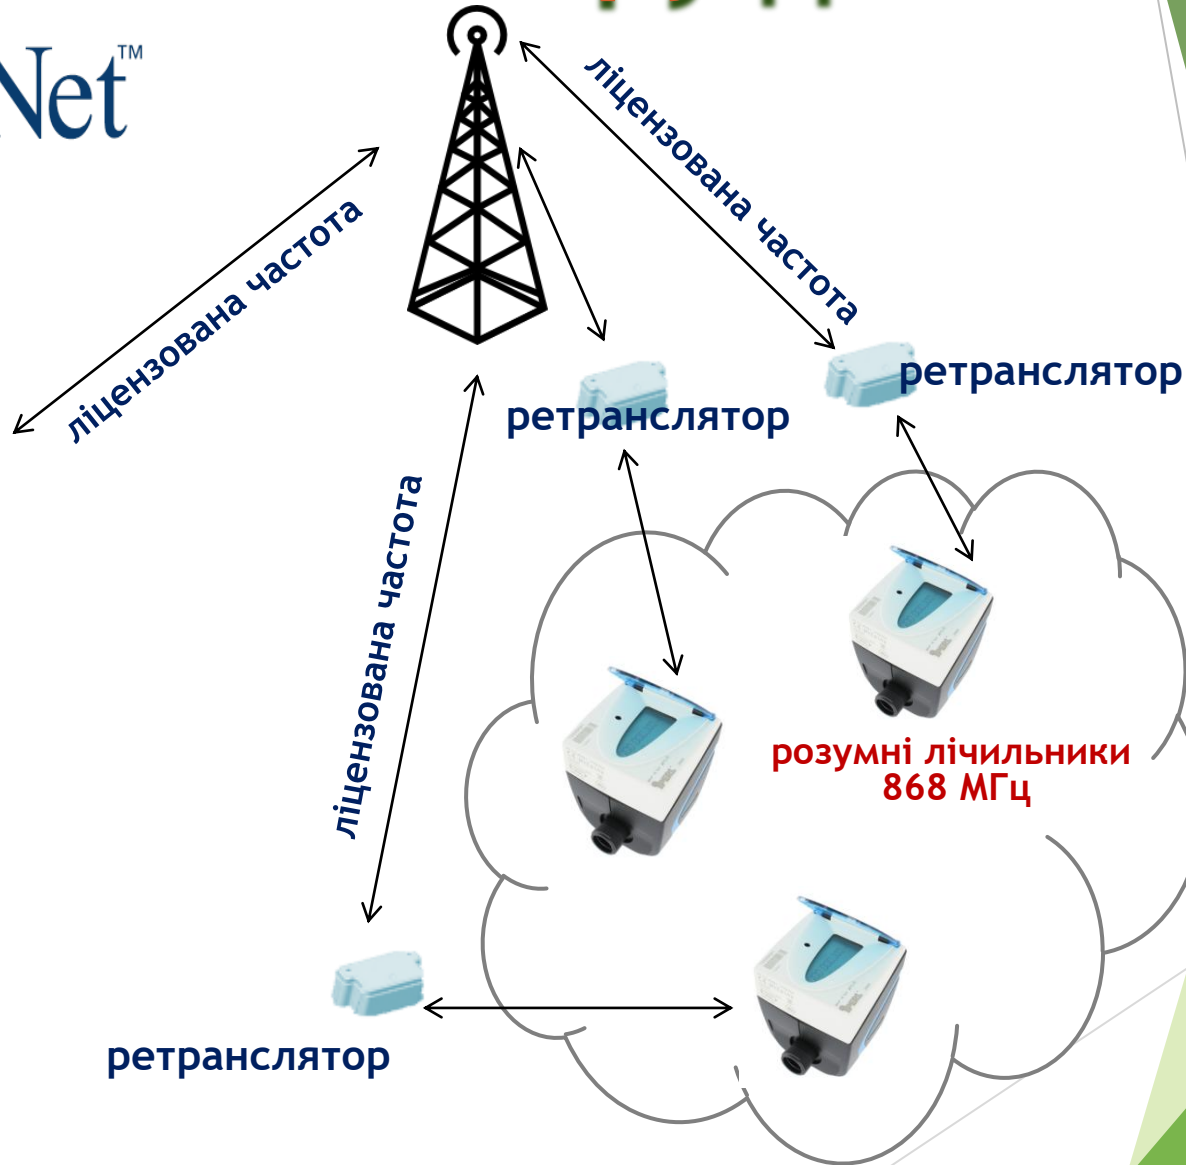 Net™
ліцензована частота
ліцензована частота
ретранслятор
ретранслятор
ліцензована частота
розумні лічильники
868 МГц
ретранслятор